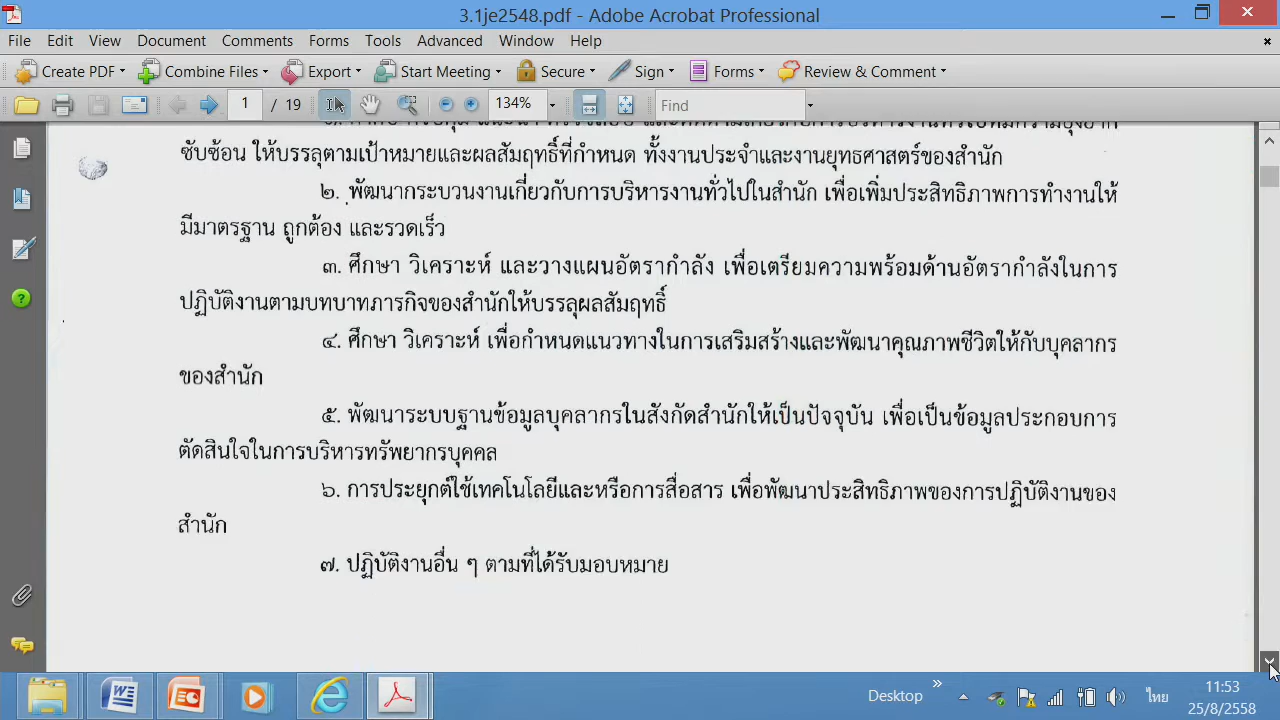 3.1je2548.pdf - Adobe Acrobat Professional
File Edit View Document Comments Forms Tools Advanced Window Help
Create PDF Combine Files Export Start Meeting Secure Sign Forms Review & Comment
1 / 19 134% Find
ซับซ้อน ให้บรรลุตามเป้าหมายและผลสัมฤทธิ์ที่กำหนด ทั้งงานประจำและงานยุทธศาสตร์ของสำนัก
๒. พัฒนากระบวนงานเกี่ยวกับการบริหารงานทั่วไปในสำนัก เพื่อเพิ่มประสิทธิภาพการทำงานให้
มีมาตรฐาน ถูกต้อง และรวดเร็ว
๓. ศึกษา วิเคราะห์ และวางแผนอัตรากำลัง เพื่อเตรียมความพร้อมด้านอัตรากำลังในการ
ปฏิบัติงานตามบทบาทภารกิจของสำนักให้บรรลุผลสัมฤทธิ์
๔. ศึกษา วิเคราะห์ เพื่อกำหนดแนวทางในการเสริมสร้างและพัฒนาคุณภาพชีวิตให้กับบุคลากร
ของสำนัก
๕. พัฒนาระบบฐานข้อมูลบุคลากรในสังกัดสำนักให้เป็นปัจจุบัน เพื่อเป็นข้อมูลประกอบการ
ตัดสินใจในการบริหารทรัพยากรบุคคล
๖. การประยุกต์ใช้เทคโนโลยีและหรือการสื่อสาร เพื่อพัฒนาประสิทธิภาพของการปฏิบัติงานของ
สำนัก
๗. ปฏิบัติงานอื่น ๆ ตามที่ได้รับมอบหมาย
Desktop » ไทย 11:53
25/8/2558